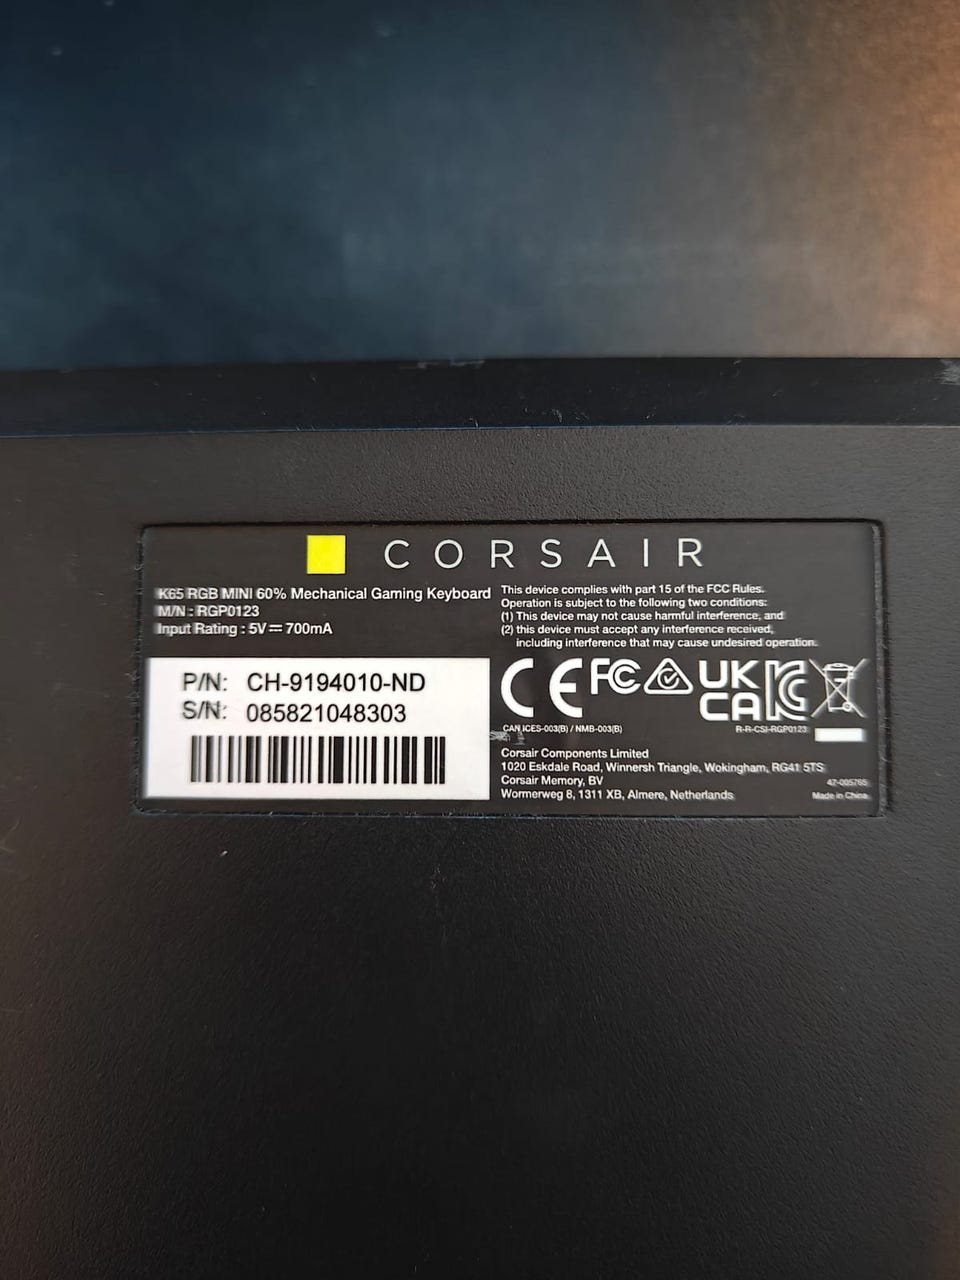 CORSAIR
K65 RGB MINI 60% Mechanical Gaming Keyboard
M/N : RGP0123
Input Rating : 5V⎓700mA
P/N: CH-9194010-ND
S/N: 085821048303
This device complies with part 15 of the FCC Rules.
Operation is subject to the following two conditions:
(1) This device may not cause harmful interference, and
(2) this device must accept any interference received,
including interference that may cause undesired operation.
CE FC UK CA
CAN ICES-003(B) / NMB-003(B)
R-R-CSI-RGP0123
Corsair Components Limited
1020 Eskdale Road, Winnersh Triangle, Wokingham, RG41 5TS
Corsair Memory, BV
Wormerweg 8, 1311 XB, Almere, Netherlands
47-005765
Made in China